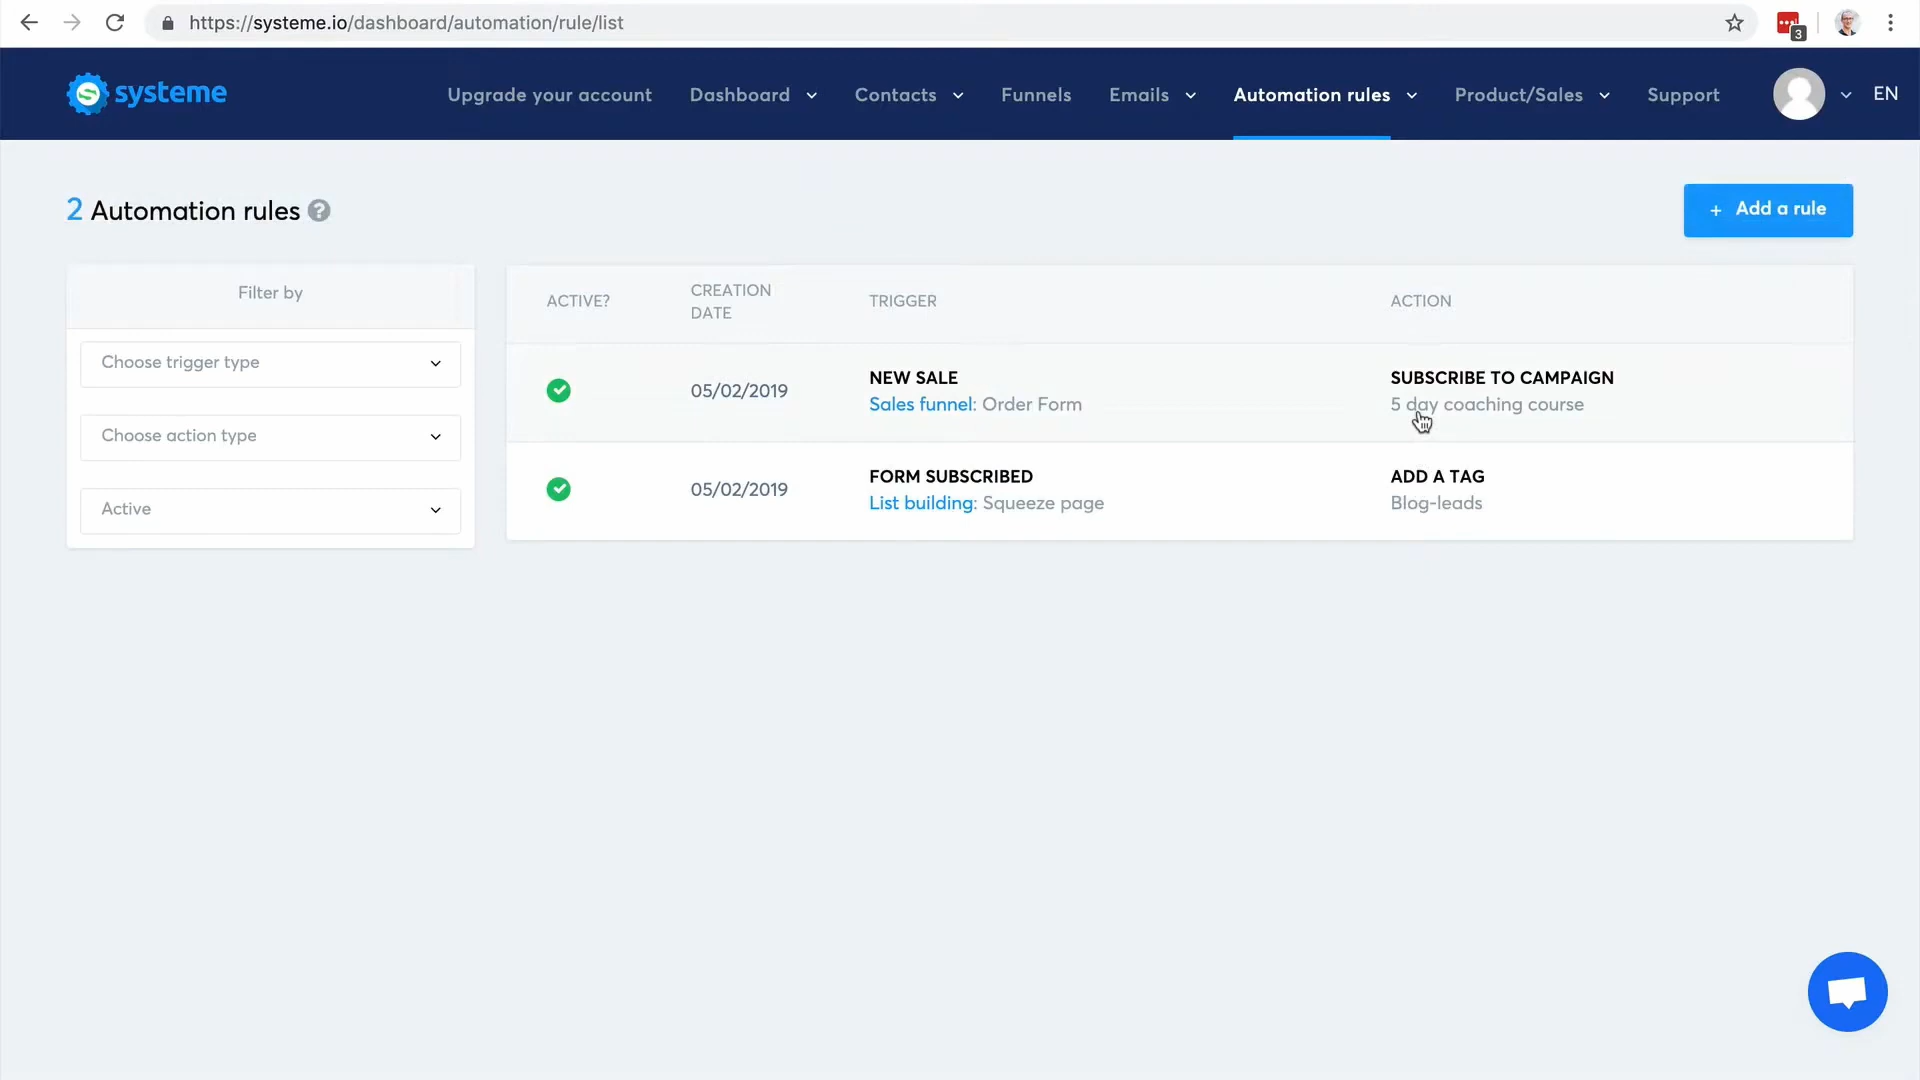 https://systeme.io/dashboard/automation/rule/list
3
systeme
Upgrade your account
Dashboard
Contacts
Funnels
Emails
Automation rules
Product/Sales
Support
EN
2 Automation rules ?
+ Add a rule
Filter by
Choose trigger type
Choose action type
Active
ACTIVE?
CREATION
DATE
TRIGGER
ACTION
05/02/2019
NEW SALE
Sales funnel: Order Form
SUBSCRIBE TO CAMPAIGN
5 day coaching course
05/02/2019
FORM SUBSCRIBED
List building: Squeeze page
ADD A TAG
Blog-leads